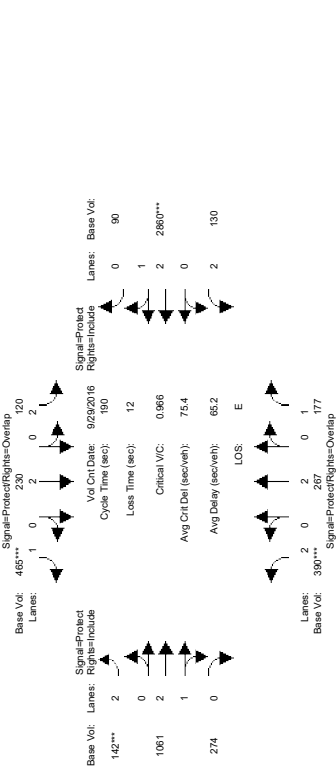 Signal=Protect/Rights=Overlap
Base Vol: 465*** 230 120
Lanes: 1 0 2 0 2
Signal=Protect
Rights=Include
Signal=Protect
Rights=Include
Base Vol: Lanes:
Vol Cnt Date: 9/29/2016
Lanes: Base Vol:
Cycle Time (sec): 190
142*** 2
0 90
Loss Time (sec): 12
0
1
1061 2
Critical V/C: 0.966
2 2860***
1
Avg Crit Del (sec/veh): 75.4
0
274 0
Avg Delay (sec/veh): 65.2
2 130
LOS: E
Lanes: 2 0 2 0 1
Base Vol: 390*** 267 177
Signal=Protect/Rights=Overlap